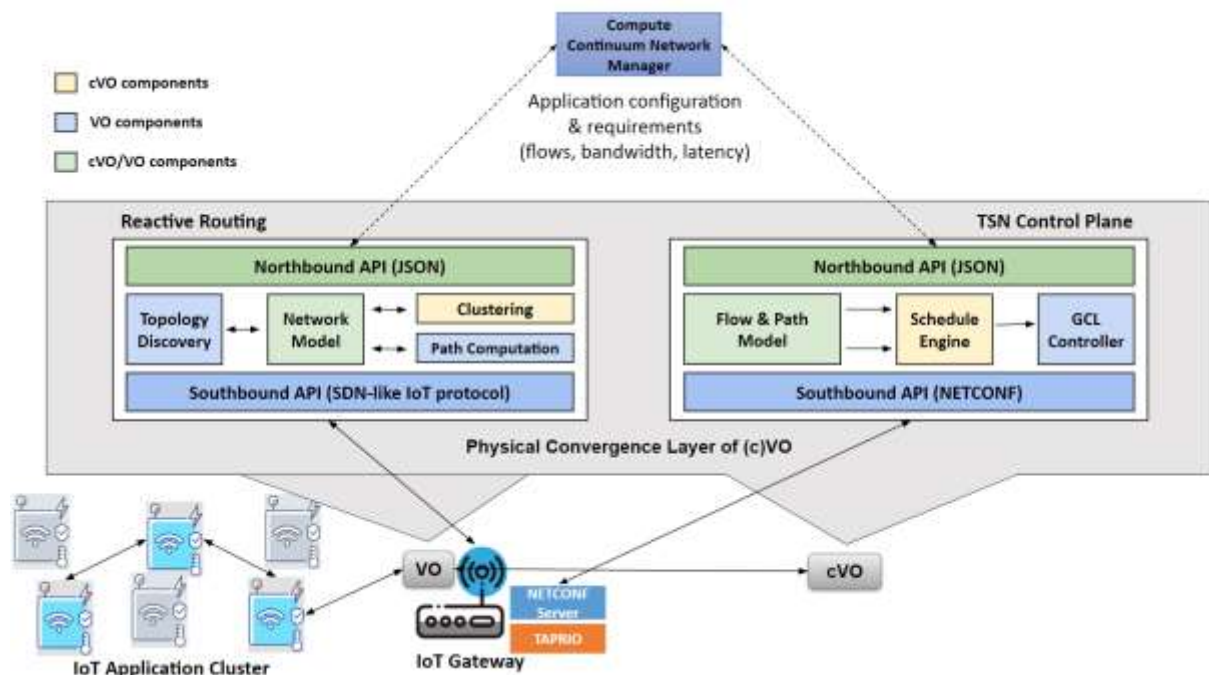 Compute
Continuum Network
Manager
cVO components
VO components
cVO/VO components
Application configuration
& requirements
(flows, bandwidth, latency)
Reactive Routing
TSN Control Plane
Northbound API (JSON)
Northbound API (JSON)
Topology
Discovery
Network
Model
Clustering
Path Computation
Flow & Path
Model
Schedule
Engine
GCL
Controller
Southbound API (SDN-like IoT protocol)
Southbound API (NETCONF)
Physical Convergence Layer of (c)VO
VO
cVO
NETCONF
Server
TAPRIO
IoT Application Cluster
IoT Gateway